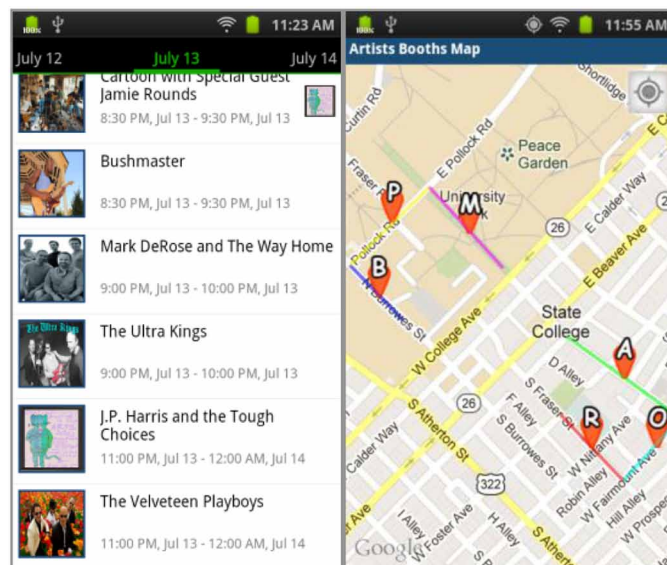 100%
11:23 AM
July 12
July 13
July 14
Cartoon with Special Guest
Jamie Rounds
8:30 PM, Jul 13 - 9:30 PM, Jul 13
Bushmaster
8:30 PM, Jul 13 - 9:30 PM, Jul 13
Mark DeRose and The Way Home
9:00 PM, Jul 13 - 10:00 PM, Jul 13
The Ultra Kings
9:00 PM, Jul 13 - 10:00 PM, Jul 13
J.P. Harris and the Tough
Choices
11:00 PM, Jul 13 - 12:00 AM, Jul 14
The Velveteen Playboys
11:00 PM, Jul 13 - 12:00 AM, Jul 14
100%
11:55 AM
Artists Booths Map
Shortlidge
Curtin Rd
E Pollock Rd
Peace
Garden
Fraser
P
University
M
E Calder Way
26
Pollock Rd
E Beaver Ave
B
N Burrowes St
State
College
W College Ave
A
D Alley
S Fraser St
26
F Alley
R
O
S Atherton St
S Burrowes St
W Nittany Ave
Calder Way
322
Robin Alley
W Fairmount Ave
Hill Alley
W Prospe
I Alley
W Foster Ave
H Alley
S Ather
Google